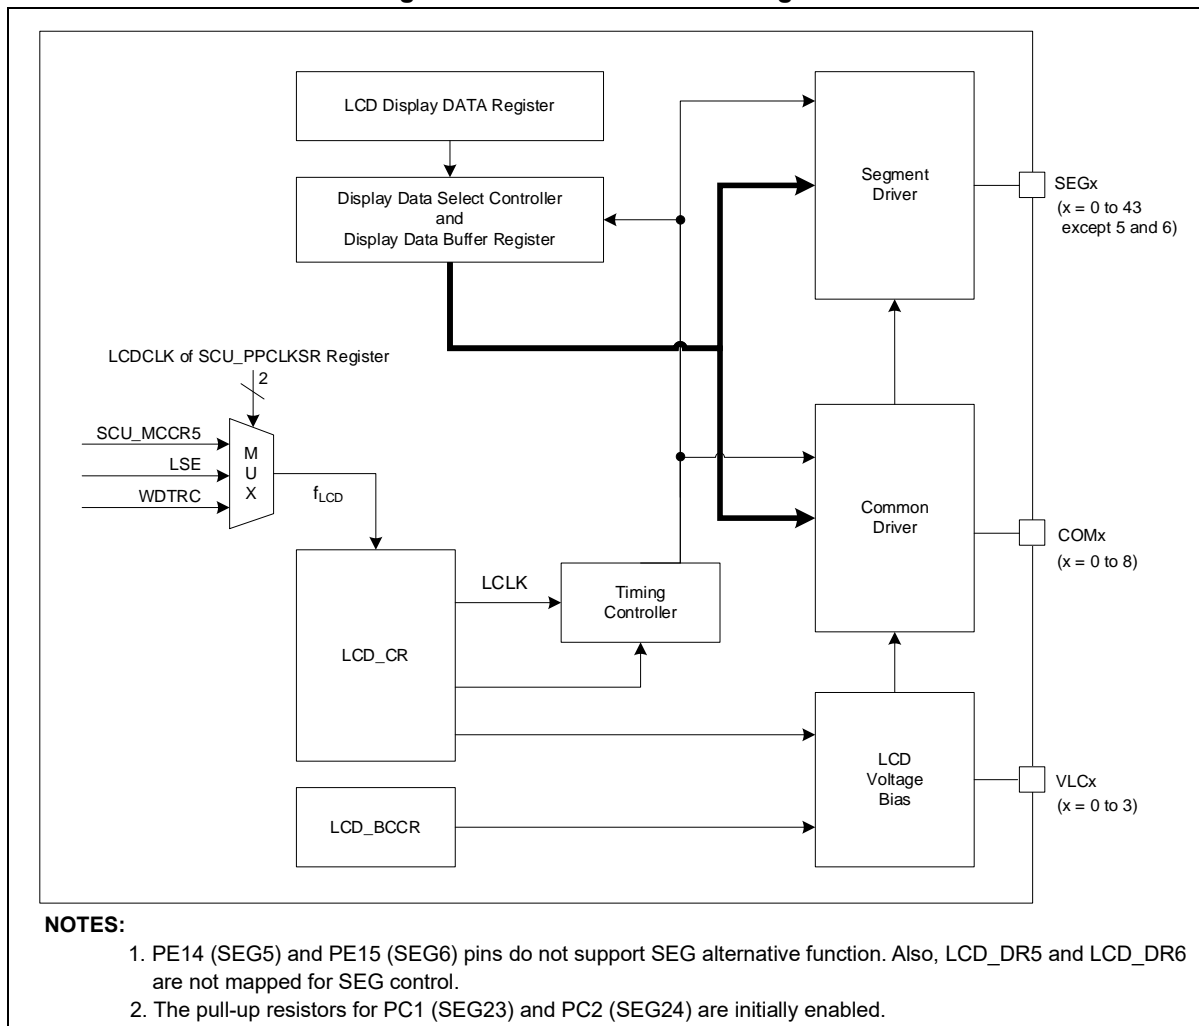 LCD Display DATA Register
Display Data Select Controller
and
Display Data Buffer Register
Segment
Driver
SEGx
(x = 0 to 43
except 5 and 6)
LCDCLK of SCU_PPCLKSR Register
2
SCU_MCCR5
LSE
WDTRC
M
U
X
fLCD
LCD_CR
LCLK
Timing
Controller
Common
Driver
COMx
(x = 0 to 8)
LCD
Voltage
Bias
VLCx
(x = 0 to 3)
LCD_BCCR
NOTES:
1. PE14 (SEG5) and PE15 (SEG6) pins do not support SEG alternative function. Also, LCD_DR5 and LCD_DR6
are not mapped for SEG control.
2. The pull-up resistors for PC1 (SEG23) and PC2 (SEG24) are initially enabled.